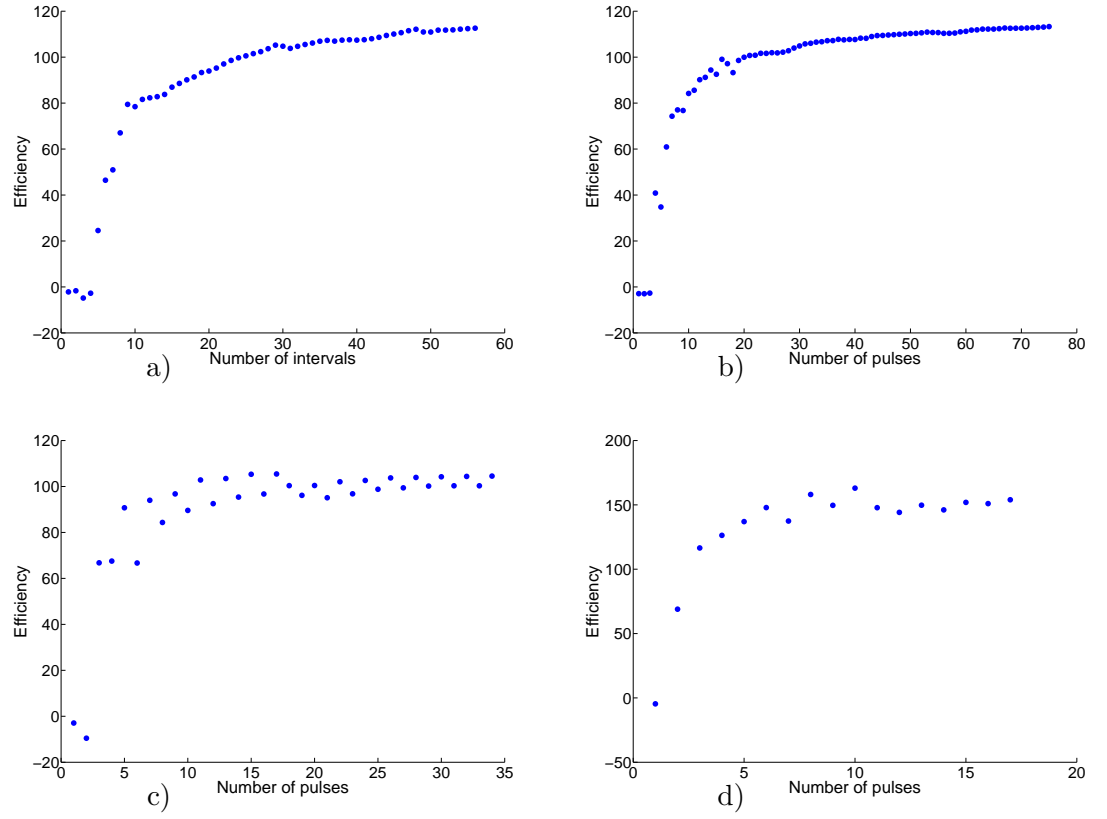 120
100
80
60
40
20
0
−20
0 10 20 30 40 50 60
Efficiency
Number of intervals
a)
120
100
80
60
40
20
0
−20
0 10 20 30 40 50 60 70 80
Efficiency
Number of pulses
b)
120
100
80
60
40
20
0
−20
0 5 10 15 20 25 30 35
Efficiency
Number of pulses
c)
200
150
100
50
0
−50
0 5 10 15 20
Efficiency
Number of pulses
d)